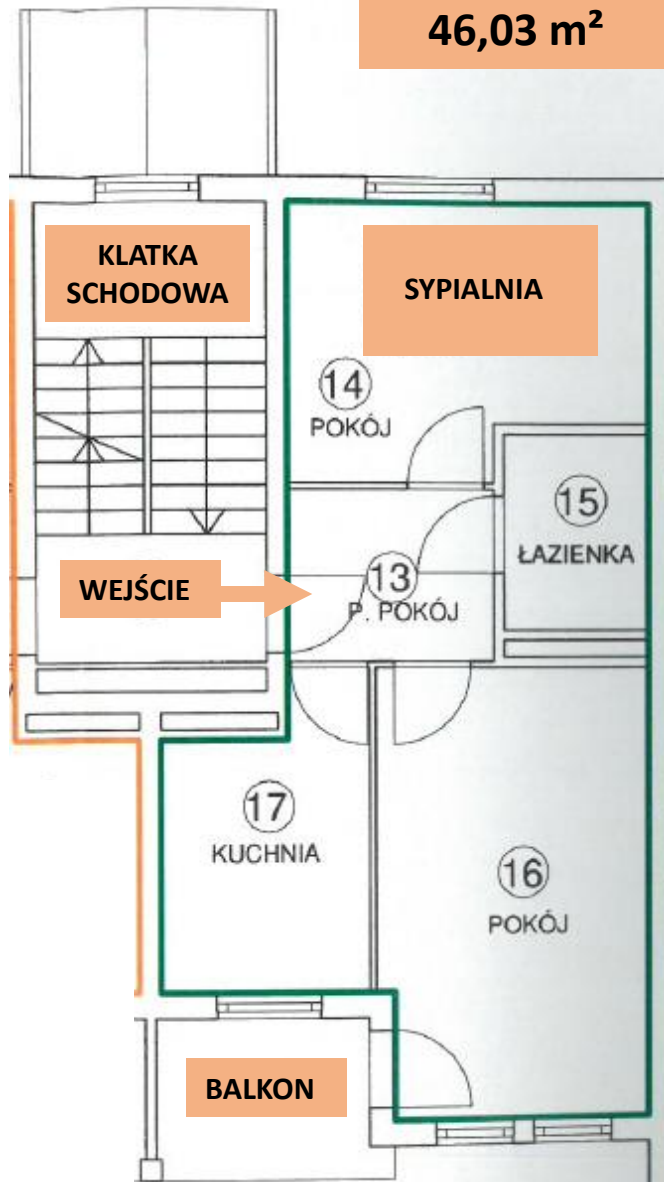 46,03 m²
KLATKA
SCHODOWA
SYPIALNIA
14
POKÓJ
15
ŁAZIENKA
WEJŚCIE
13
P. POKÓJ
17
KUCHNIA
16
POKÓJ
BALKON